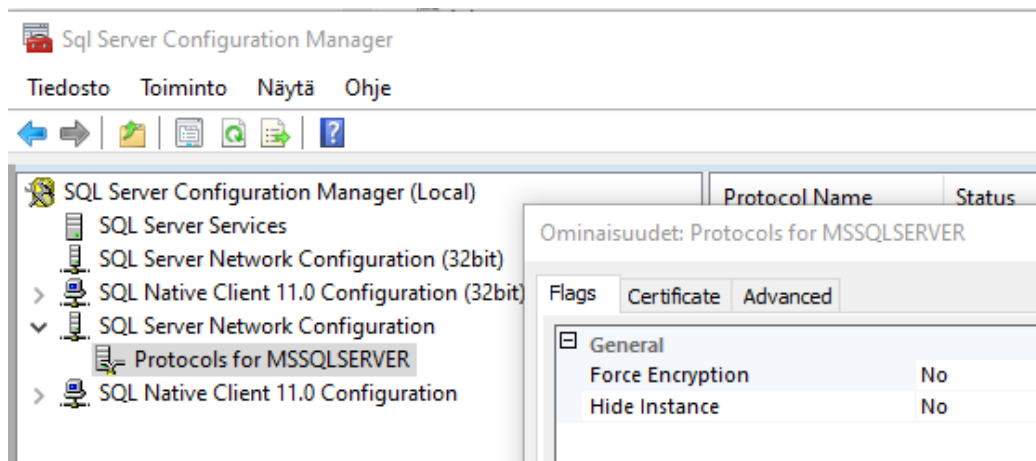 Sql Server Configuration Manager
Tiedosto Toiminto Näytä Ohje
SQL Server Configuration Manager (Local)
SQL Server Services
SQL Server Network Configuration (32bit)
SQL Native Client 11.0 Configuration (32bit)
SQL Server Network Configuration
Protocols for MSSQLSERVER
SQL Native Client 11.0 Configuration
Protocol Name Status
Ominaisuudet: Protocols for MSSQLSERVER
Flags Certificate Advanced
General
Force Encryption No
Hide Instance No